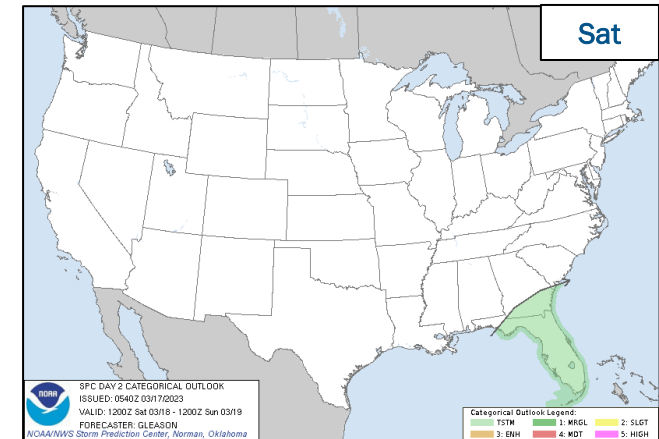 Sat
NOAA
SPC DAY 2 CATEGORICAL OUTLOOK
ISSUED: 0540Z 03/17/2023
VALID: 1200Z Sat 03/18 - 1200Z Sun 03/19
FORECASTER: GLEASON
NOAA/NWS Storm Prediction Center, Norman, Oklahoma
Categorical Outlook Legend:
TSTM 1: MRGL 2: SLGT
3: ENH 4: MDT 5: HIGH